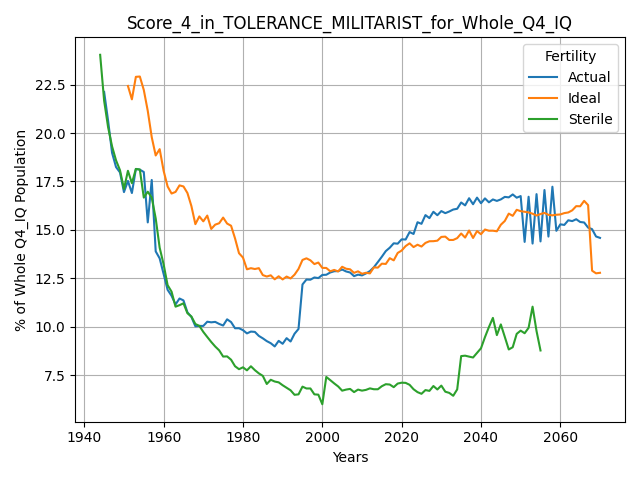 Score_4_in_TOLERANCE_MILITARIST_for_Whole_Q4_IQ
Fertility
Actual
Ideal
Sterile
% of Whole Q4_IQ Population
22.5
20.0
17.5
15.0
12.5
10.0
7.5
1940 1960 1980 2000 2020 2040 2060
Years